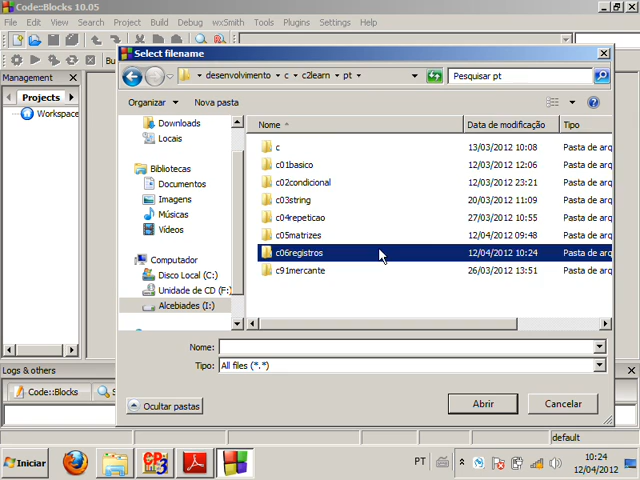 Code::Blocks 10.05
File Edit View Search Project Build Debug wxSmith Tools Plugins Settings Help
Select filename
desenvolvimento c c2learn pt
Pesquisar pt
Organizar Nova pasta
Management
Projects
Workspace
Bu
Downloads
Locais
Bibliotecas
Documentos
Imagens
Músicas
Vídeos
Computador
Disco Local (C:)
Unidade de CD (F:
Alcebiades (I:)
Nome Data de modificação Tipo
c 13/03/2012 10:08 Pasta de arq
c01basico 12/03/2012 12:06 Pasta de arq
c02condicional 12/03/2012 23:21 Pasta de arq
c03string 20/03/2012 11:09 Pasta de arq
c04repeticao 27/03/2012 10:55 Pasta de arq
c05matrizes 12/04/2012 09:48 Pasta de arq
c06registros 12/04/2012 10:24 Pasta de arq
c91mercante 26/03/2012 13:51 Pasta de arq
Nome:
Tipo: All files (*.*)
Ocultar pastas Abrir Cancelar
Logs & others
Code::Blocks
default
Iniciar
PT
10:24
12/04/2012